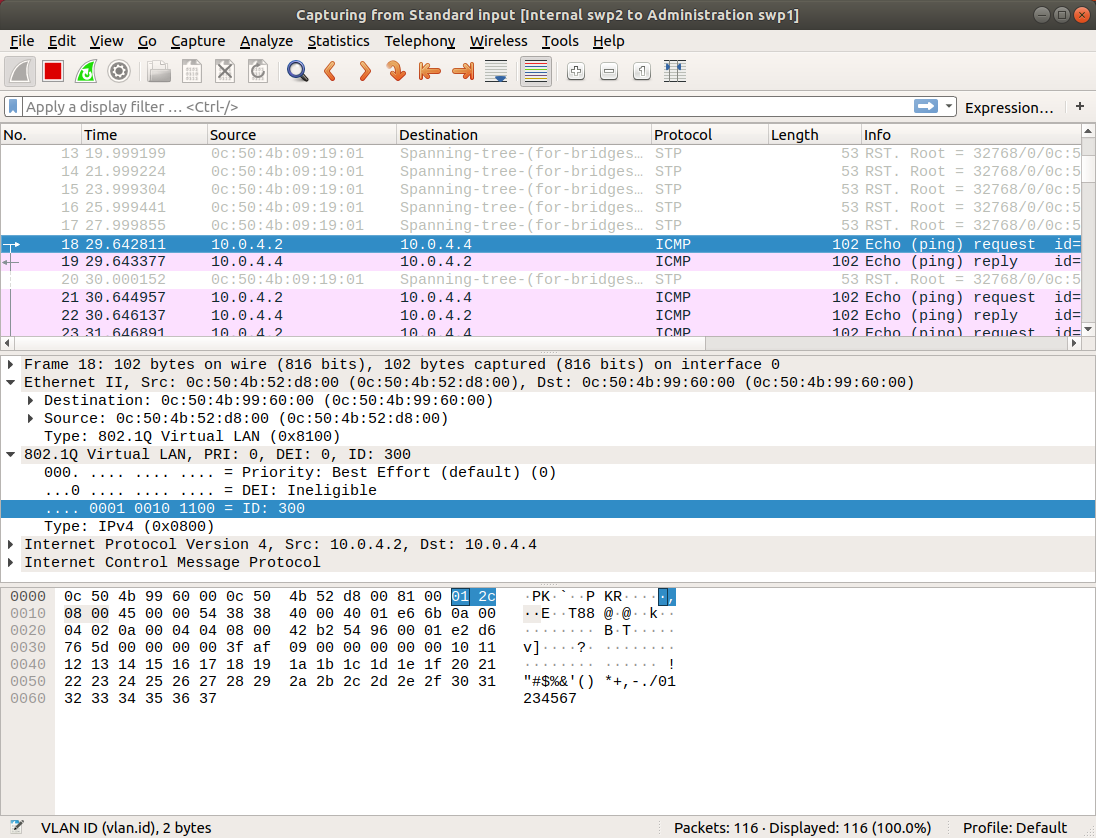 Capturing from Standard input [Internal swp2 to Administration swp1]
File Edit View Go Capture Analyze Statistics Telephony Wireless Tools Help
Apply a display filter … <Ctrl-/> Expression… +
No. Time Source Destination Protocol Length Info
13 19.999199 0c:50:4b:09:19:01 Spanning-tree-(for-bridges… STP 53 RST. Root = 32768/0/0c:5
14 21.999224 0c:50:4b:09:19:01 Spanning-tree-(for-bridges… STP 53 RST. Root = 32768/0/0c:5
15 23.999304 0c:50:4b:09:19:01 Spanning-tree-(for-bridges… STP 53 RST. Root = 32768/0/0c:5
16 25.999441 0c:50:4b:09:19:01 Spanning-tree-(for-bridges… STP 53 RST. Root = 32768/0/0c:5
17 27.999855 0c:50:4b:09:19:01 Spanning-tree-(for-bridges… STP 53 RST. Root = 32768/0/0c:5
18 29.642811 10.0.4.2 10.0.4.4 ICMP 102 Echo (ping) request id=
19 29.643377 10.0.4.4 10.0.4.2 ICMP 102 Echo (ping) reply id=
20 30.000152 0c:50:4b:09:19:01 Spanning-tree-(for-bridges… STP 53 RST. Root = 32768/0/0c:5
21 30.644957 10.0.4.2 10.0.4.4 ICMP 102 Echo (ping) request id=
22 30.646137 10.0.4.4 10.0.4.2 ICMP 102 Echo (ping) reply id=
23 31.646891 10.0.4.2 10.0.4.4 ICMP 102 Echo (ping) request id=
Frame 18: 102 bytes on wire (816 bits), 102 bytes captured (816 bits) on interface 0
Ethernet II, Src: 0c:50:4b:52:d8:00 (0c:50:4b:52:d8:00), Dst: 0c:50:4b:99:60:00 (0c:50:4b:99:60:00)
Destination: 0c:50:4b:99:60:00 (0c:50:4b:99:60:00)
Source: 0c:50:4b:52:d8:00 (0c:50:4b:52:d8:00)
Type: 802.1Q Virtual LAN (0x8100)
802.1Q Virtual LAN, PRI: 0, DEI: 0, ID: 300
000. .... .... .... = Priority: Best Effort (default) (0)
...0 .... .... .... = DEI: Ineligible
.... 0001 0010 1100 = ID: 300
Type: IPv4 (0x0800)
Internet Protocol Version 4, Src: 10.0.4.2, Dst: 10.0.4.4
Internet Control Message Protocol
0000 0c 50 4b 99 60 00 0c 50 4b 52 d8 00 81 00 01 2c ·PK·`··P KR·····,
0010 08 00 45 00 00 54 38 38 40 00 40 01 e6 6b 0a 00 ··E··T88 @·@··k··
0020 04 02 0a 00 04 04 08 00 42 b2 54 96 00 01 e2 d6 ········ B·T·····
0030 76 5d 00 00 00 00 3f af 09 00 00 00 00 00 10 11 v]····?· ········
0040 12 13 14 15 16 17 18 19 1a 1b 1c 1d 1e 1f 20 21 ········ ······ !
0050 22 23 24 25 26 27 28 29 2a 2b 2c 2d 2e 2f 30 31 "#$%&'() *+,-./01
0060 32 33 34 35 36 37 234567
VLAN ID (vlan.id), 2 bytes Packets: 116 · Displayed: 116 (100.0%) Profile: Default